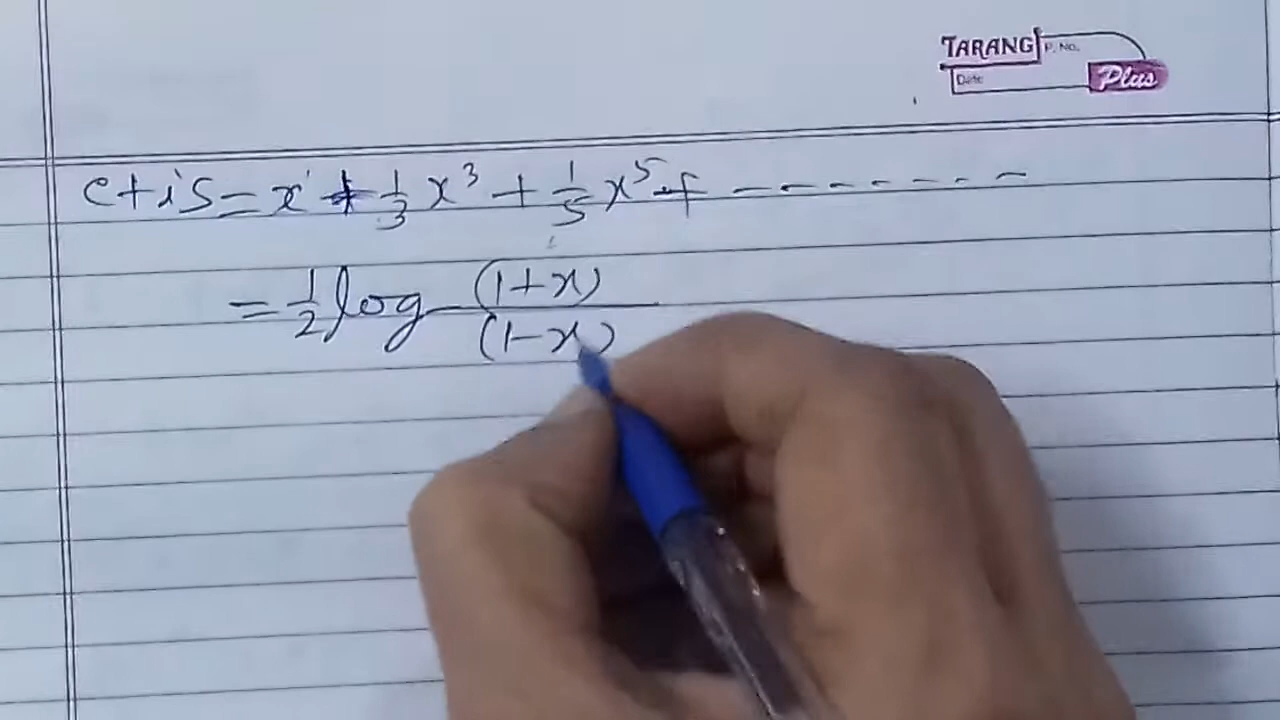 TARANG P. No.
Date Plus
C+iS = x + 1/3 x³ + 1/5 x⁵ + - - - - - - - -
= 1/2 log (1+x)/(1-x)